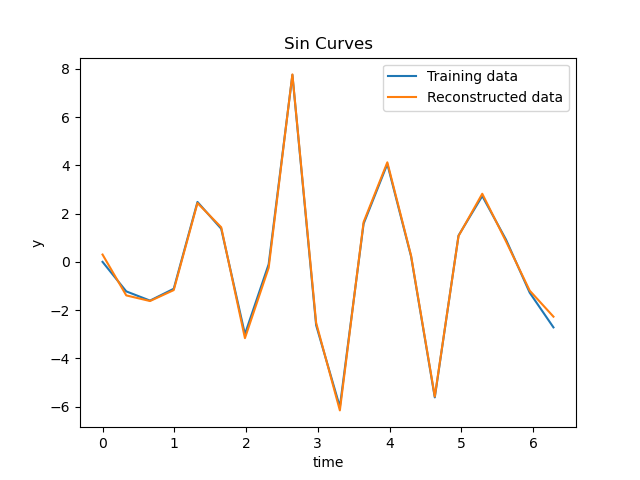 Sin Curves
Training data
Reconstructed data
8
6
4
2
0
−2
−4
−6
y
0 1 2 3 4 5 6
time